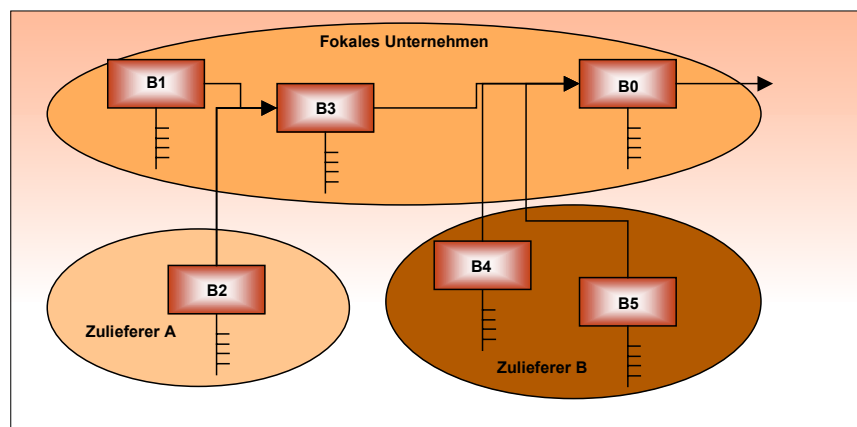 Fokales Unternehmen
B1
B3
B0
B4
B2
B5
Zulieferer A
Zulieferer B